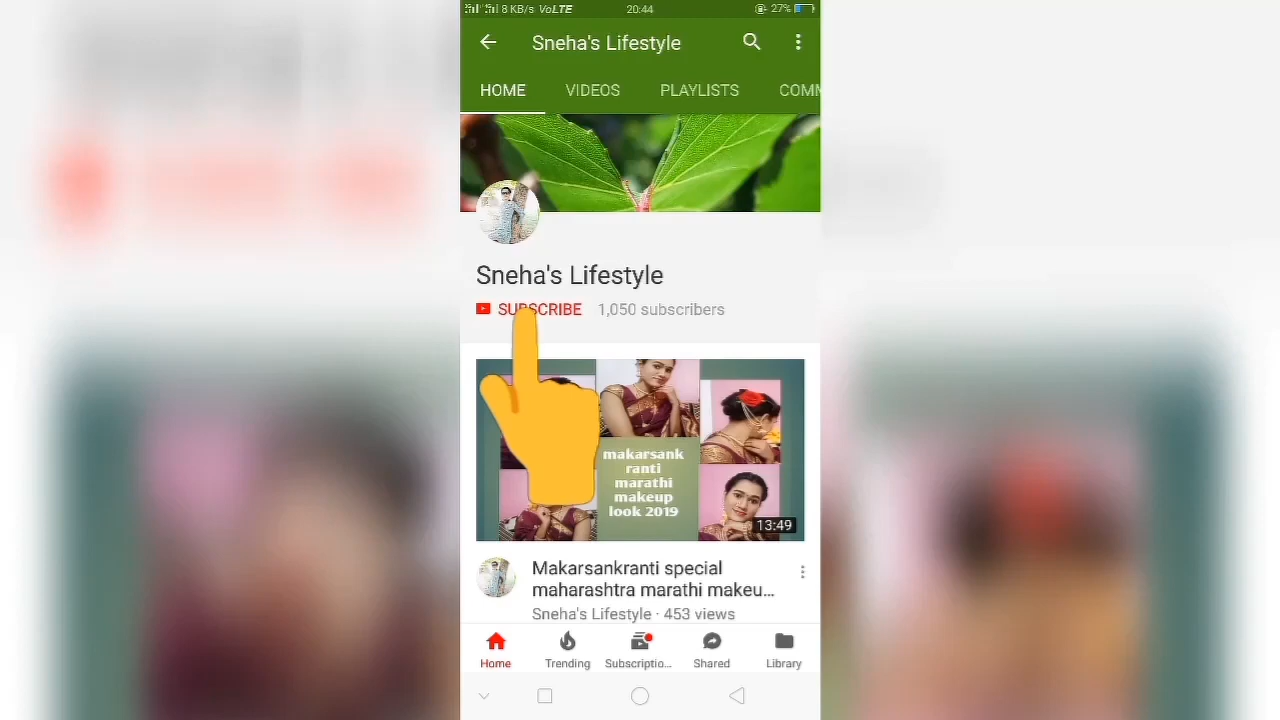 8 KB/s VoLTE 20:44 27%
Sneha's Lifestyle
HOME VIDEOS PLAYLISTS COMM
Sneha's Lifestyle
SUBSCRIBE 1,050 subscribers
makarsank
ranti
marathi
makeup
look 2019
13:49
Makarsankranti special
maharashtra marathi makeu...
Sneha's Lifestyle · 453 views
Home Trending Subscriptio... Shared Library